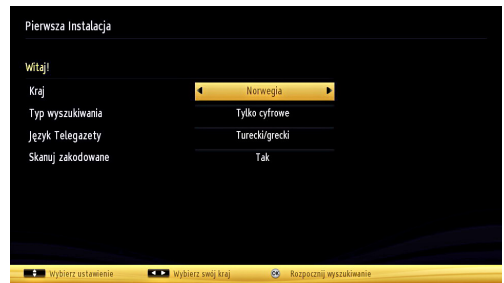 Pierwsza Instalacja
Witaj!
Kraj Norwegia
Typ wyszukiwania Tylko cyfrowe
Język Telegazety Turecki/grecki
Skanuj zakodowane Tak
Wybierz ustawienie Wybierz swój kraj OK Rozpocznij wyszukiwanie